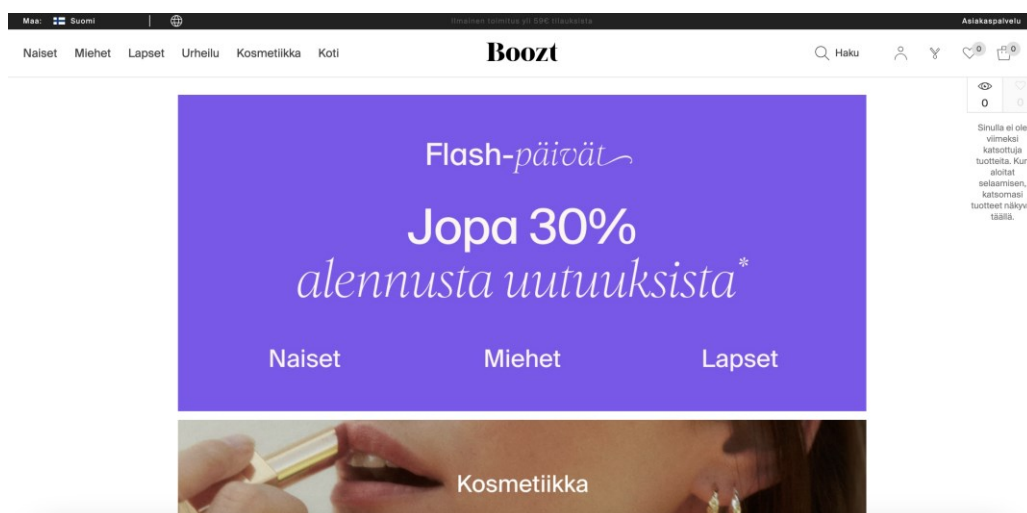 Maa: Suomi
Ilmainen toimitus yli 59€ tilauksista
Asiakaspalvelu
Naiset Miehet Lapset Urheilu Kosmetiikka Koti
Boozt
Haku
0 0
0 0
Sinulla ei ole
viimeksi
katsottuja
tuotteita. Kun
aloitat
selaamisen,
katsomasi
tuotteet näkyv
täällä.
Flash-päivät
Jopa 30%
alennusta uutuuksista*
Naiset Miehet Lapset
Kosmetiikka